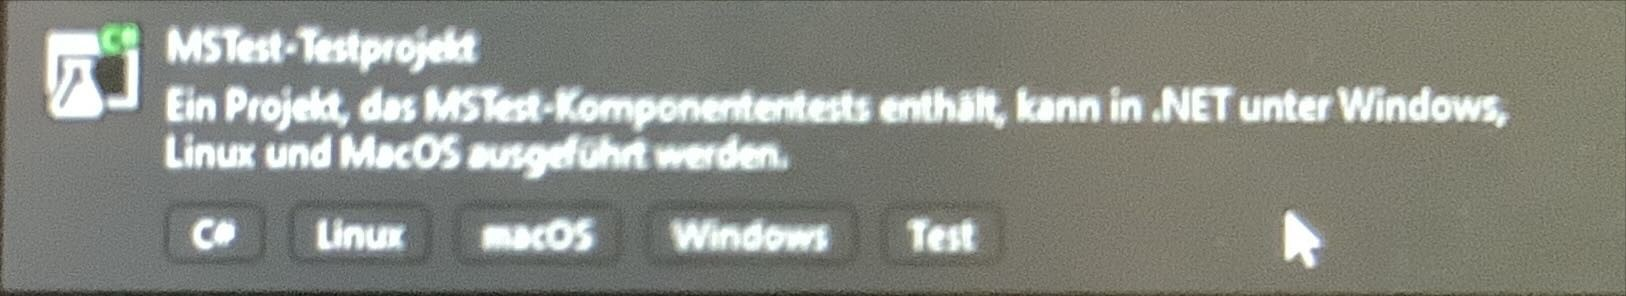 C#
MSTest-Testprojekt
Ein Projekt, das MSTest-Komponententests enthält, kann in .NET unter Windows,
Linux und MacOS ausgeführt werden.
C# Linux macOS Windows Test